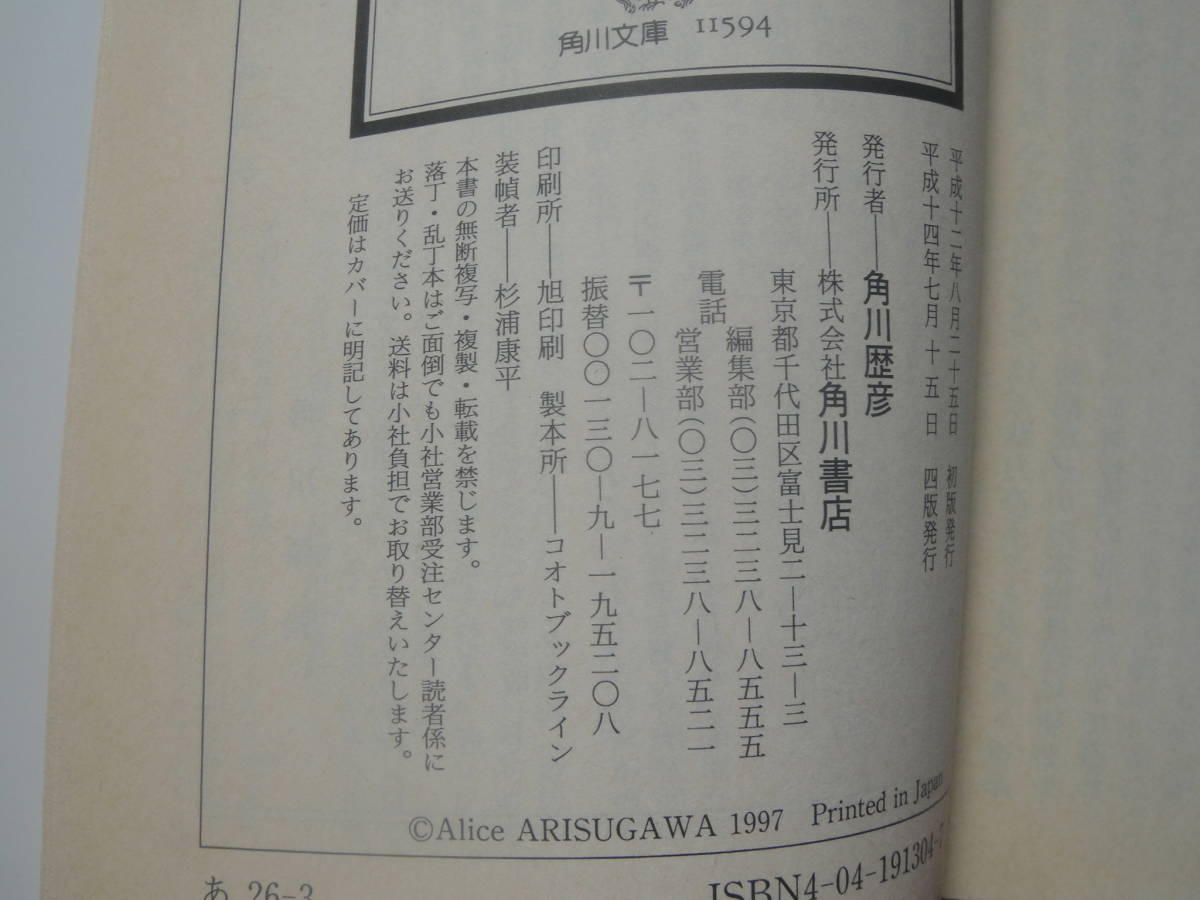 角川文庫 11594
平成十二年八月二十五日 初版発行
平成十四年七月十五日 四版発行
発行者――角川歴彦
発行所――株式会社角川書店
東京都千代田区富士見二―十三―三
電話 編集部(〇三)三二三八―八五五五
営業部(〇三)三二三八―八五二一
〒一〇二―八一七七
振替〇〇一三〇―九―一九五二〇八
印刷所――旭印刷 製本所――コオトブックライン
装幀者――杉浦康平
本書の無断複写・複製・転載を禁じます。
落丁・乱丁本はご面倒でも小社営業部受注センター読者係に
お送りください。送料は小社負担でお取り替えいたします。
定価はカバーに明記してあります。
©Alice ARISUGAWA 1997 Printed in Japan
あ 26-3
ISBN4-04-191304-7